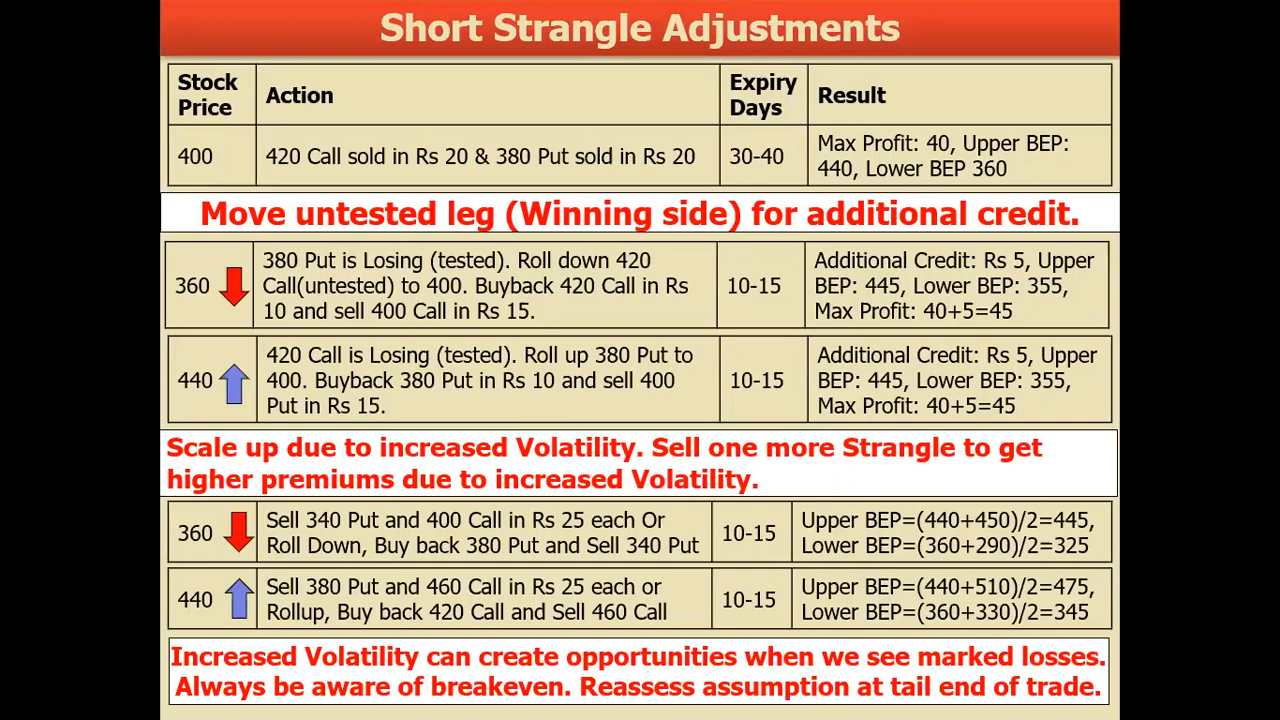 Short Strangle Adjustments
Stock
Price
Action
Expiry
Days
Result
400
420 Call sold in Rs 20 & 380 Put sold in Rs 20
30-40
Max Profit: 40, Upper BEP:
440, Lower BEP 360
Move untested leg (Winning side) for additional credit.
360
380 Put is Losing (tested). Roll down 420
Call(untested) to 400. Buyback 420 Call in Rs
10 and sell 400 Call in Rs 15.
10-15
Additional Credit: Rs 5, Upper
BEP: 445, Lower BEP: 355,
Max Profit: 40+5=45
440
420 Call is Losing (tested). Roll up 380 Put to
400. Buyback 380 Put in Rs 10 and sell 400
Put in Rs 15.
10-15
Additional Credit: Rs 5, Upper
BEP: 445, Lower BEP: 355,
Max Profit: 40+5=45
Scale up due to increased Volatility. Sell one more Strangle to get
higher premiums due to increased Volatility.
360
Sell 340 Put and 400 Call in Rs 25 each Or
Roll Down, Buy back 380 Put and Sell 340 Put
10-15
Upper BEP=(440+450)/2=445,
Lower BEP=(360+290)/2=325
440
Sell 380 Put and 460 Call in Rs 25 each or
Rollup, Buy back 420 Call and Sell 460 Call
10-15
Upper BEP=(440+510)/2=475,
Lower BEP=(360+330)/2=345
Increased Volatility can create opportunities when we see marked losses.
Always be aware of breakeven. Reassess assumption at tail end of trade.